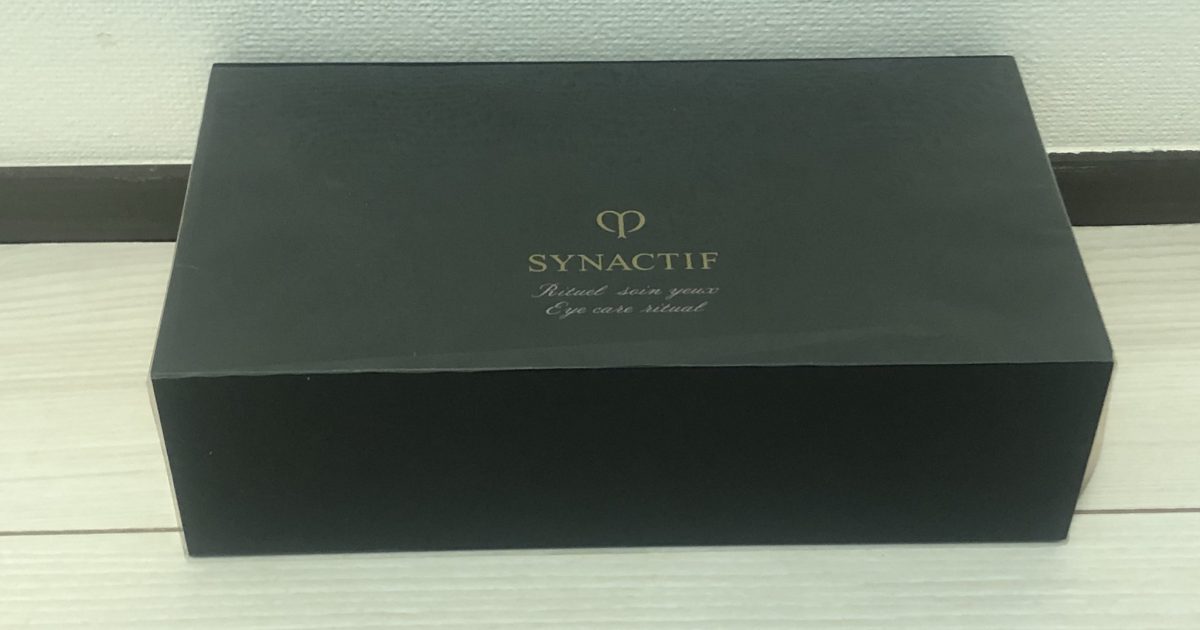 SYNACTIF
Rituel soin yeux
Eye care ritual